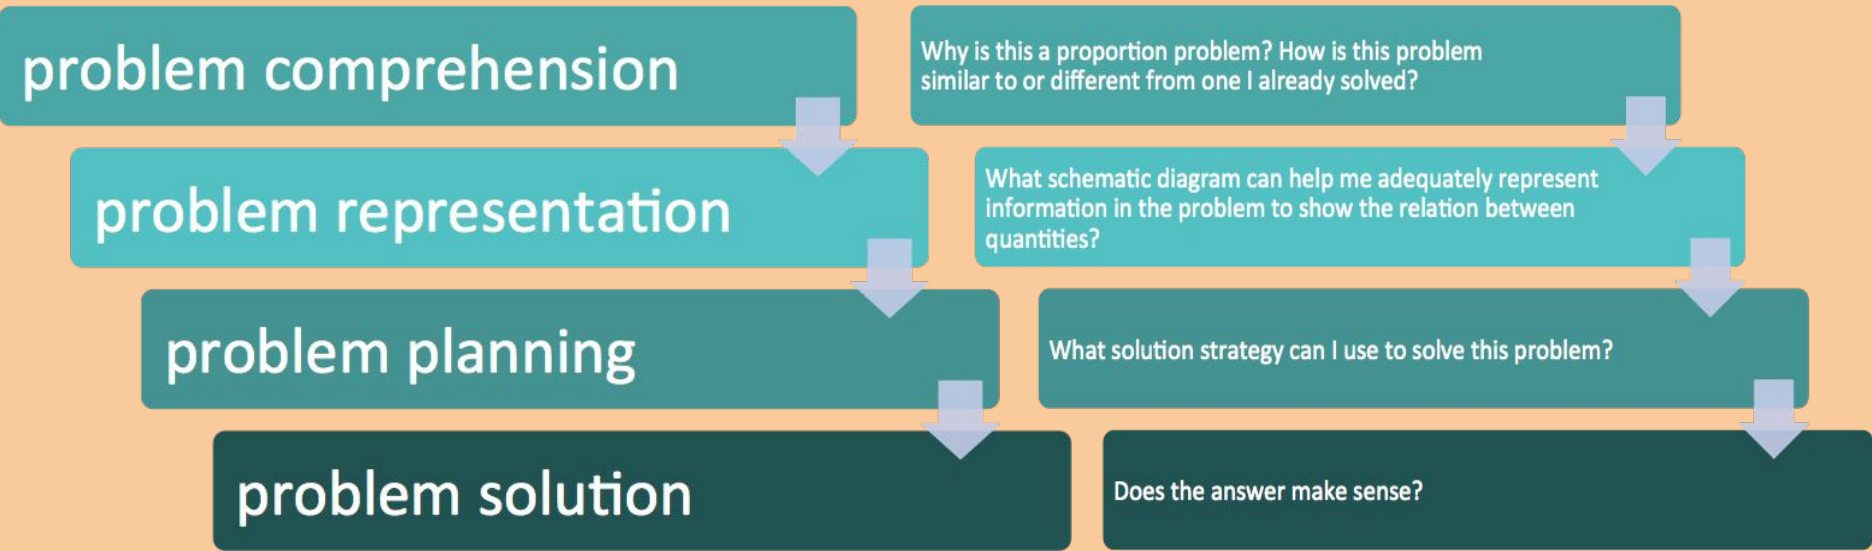 problem comprehension
Why is this a proportion problem? How is this problem
similar to or different from one I already solved?
problem representation
What schematic diagram can help me adequately represent
information in the problem to show the relation between
quantities?
problem planning
What solution strategy can I use to solve this problem?
problem solution
Does the answer make sense?